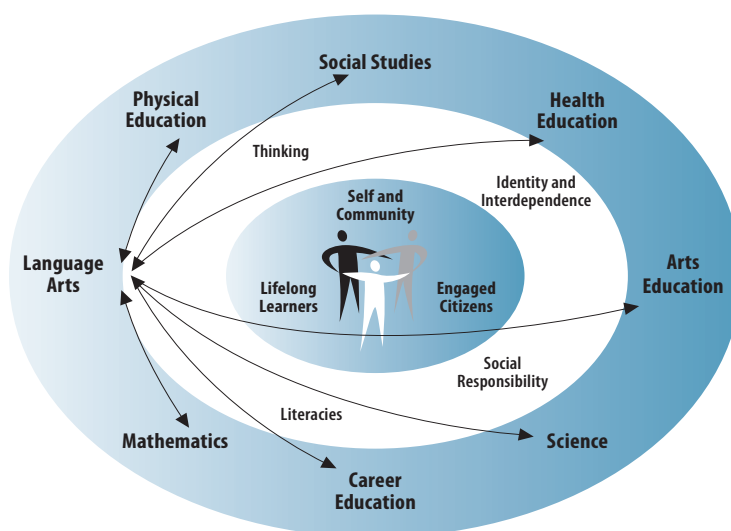 Social Studies
Physical
Education
Health
Education
Thinking
Identity and
Interdependence
Self and
Community
Language
Arts
Lifelong
Learners
Engaged
Citizens
Arts
Education
Social
Responsibility
Literacies
Mathematics
Science
Career
Education